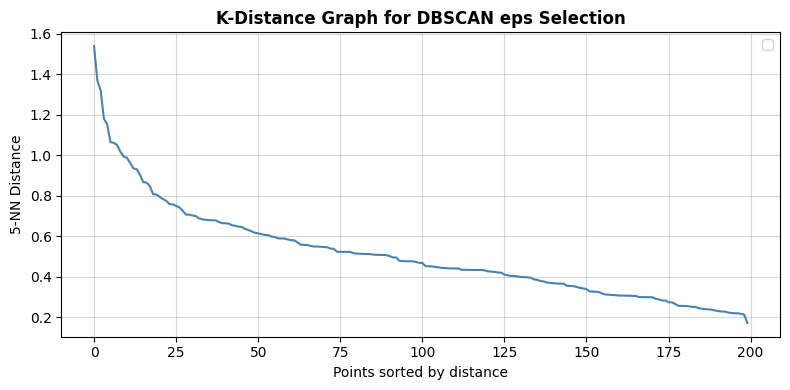 K-Distance Graph for DBSCAN eps Selection
1.6
1.4
1.2
1.0
0.8
0.6
0.4
0.2
5-NN Distance
0 25 50 75 100 125 150 175 200
Points sorted by distance